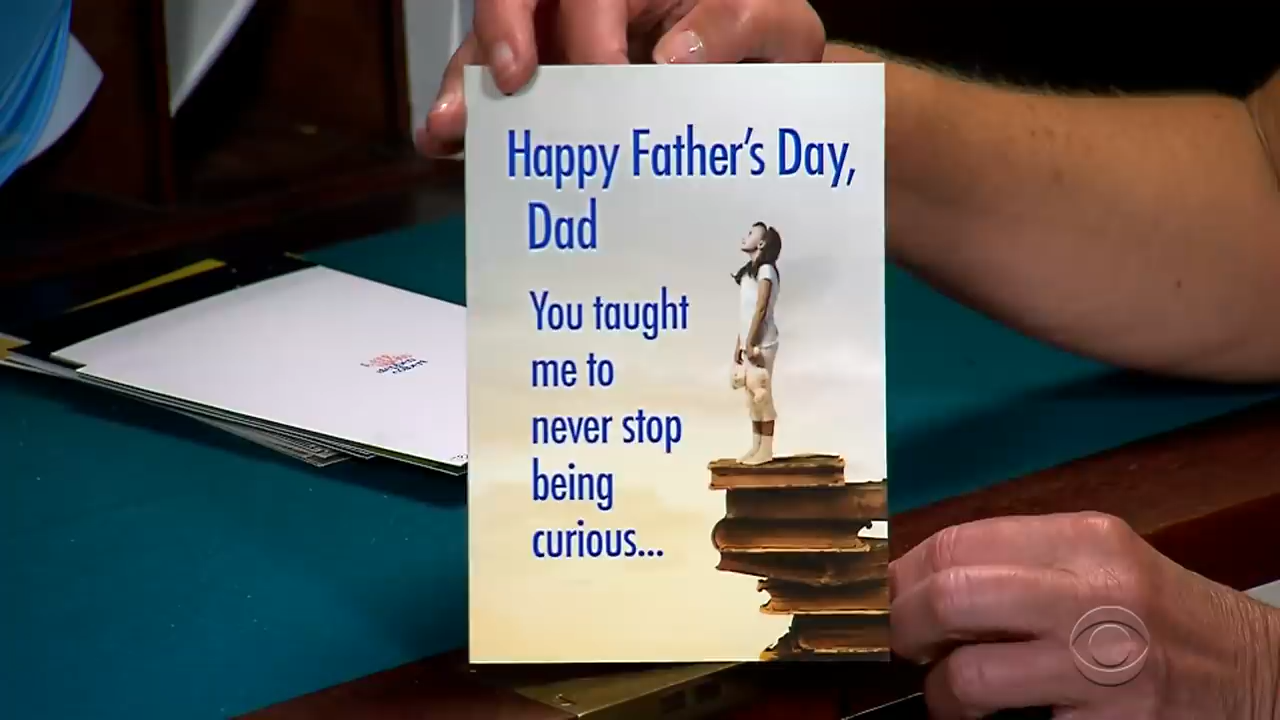 Happy Father's Day,
Dad
You taught
me to
never stop
being
curious...